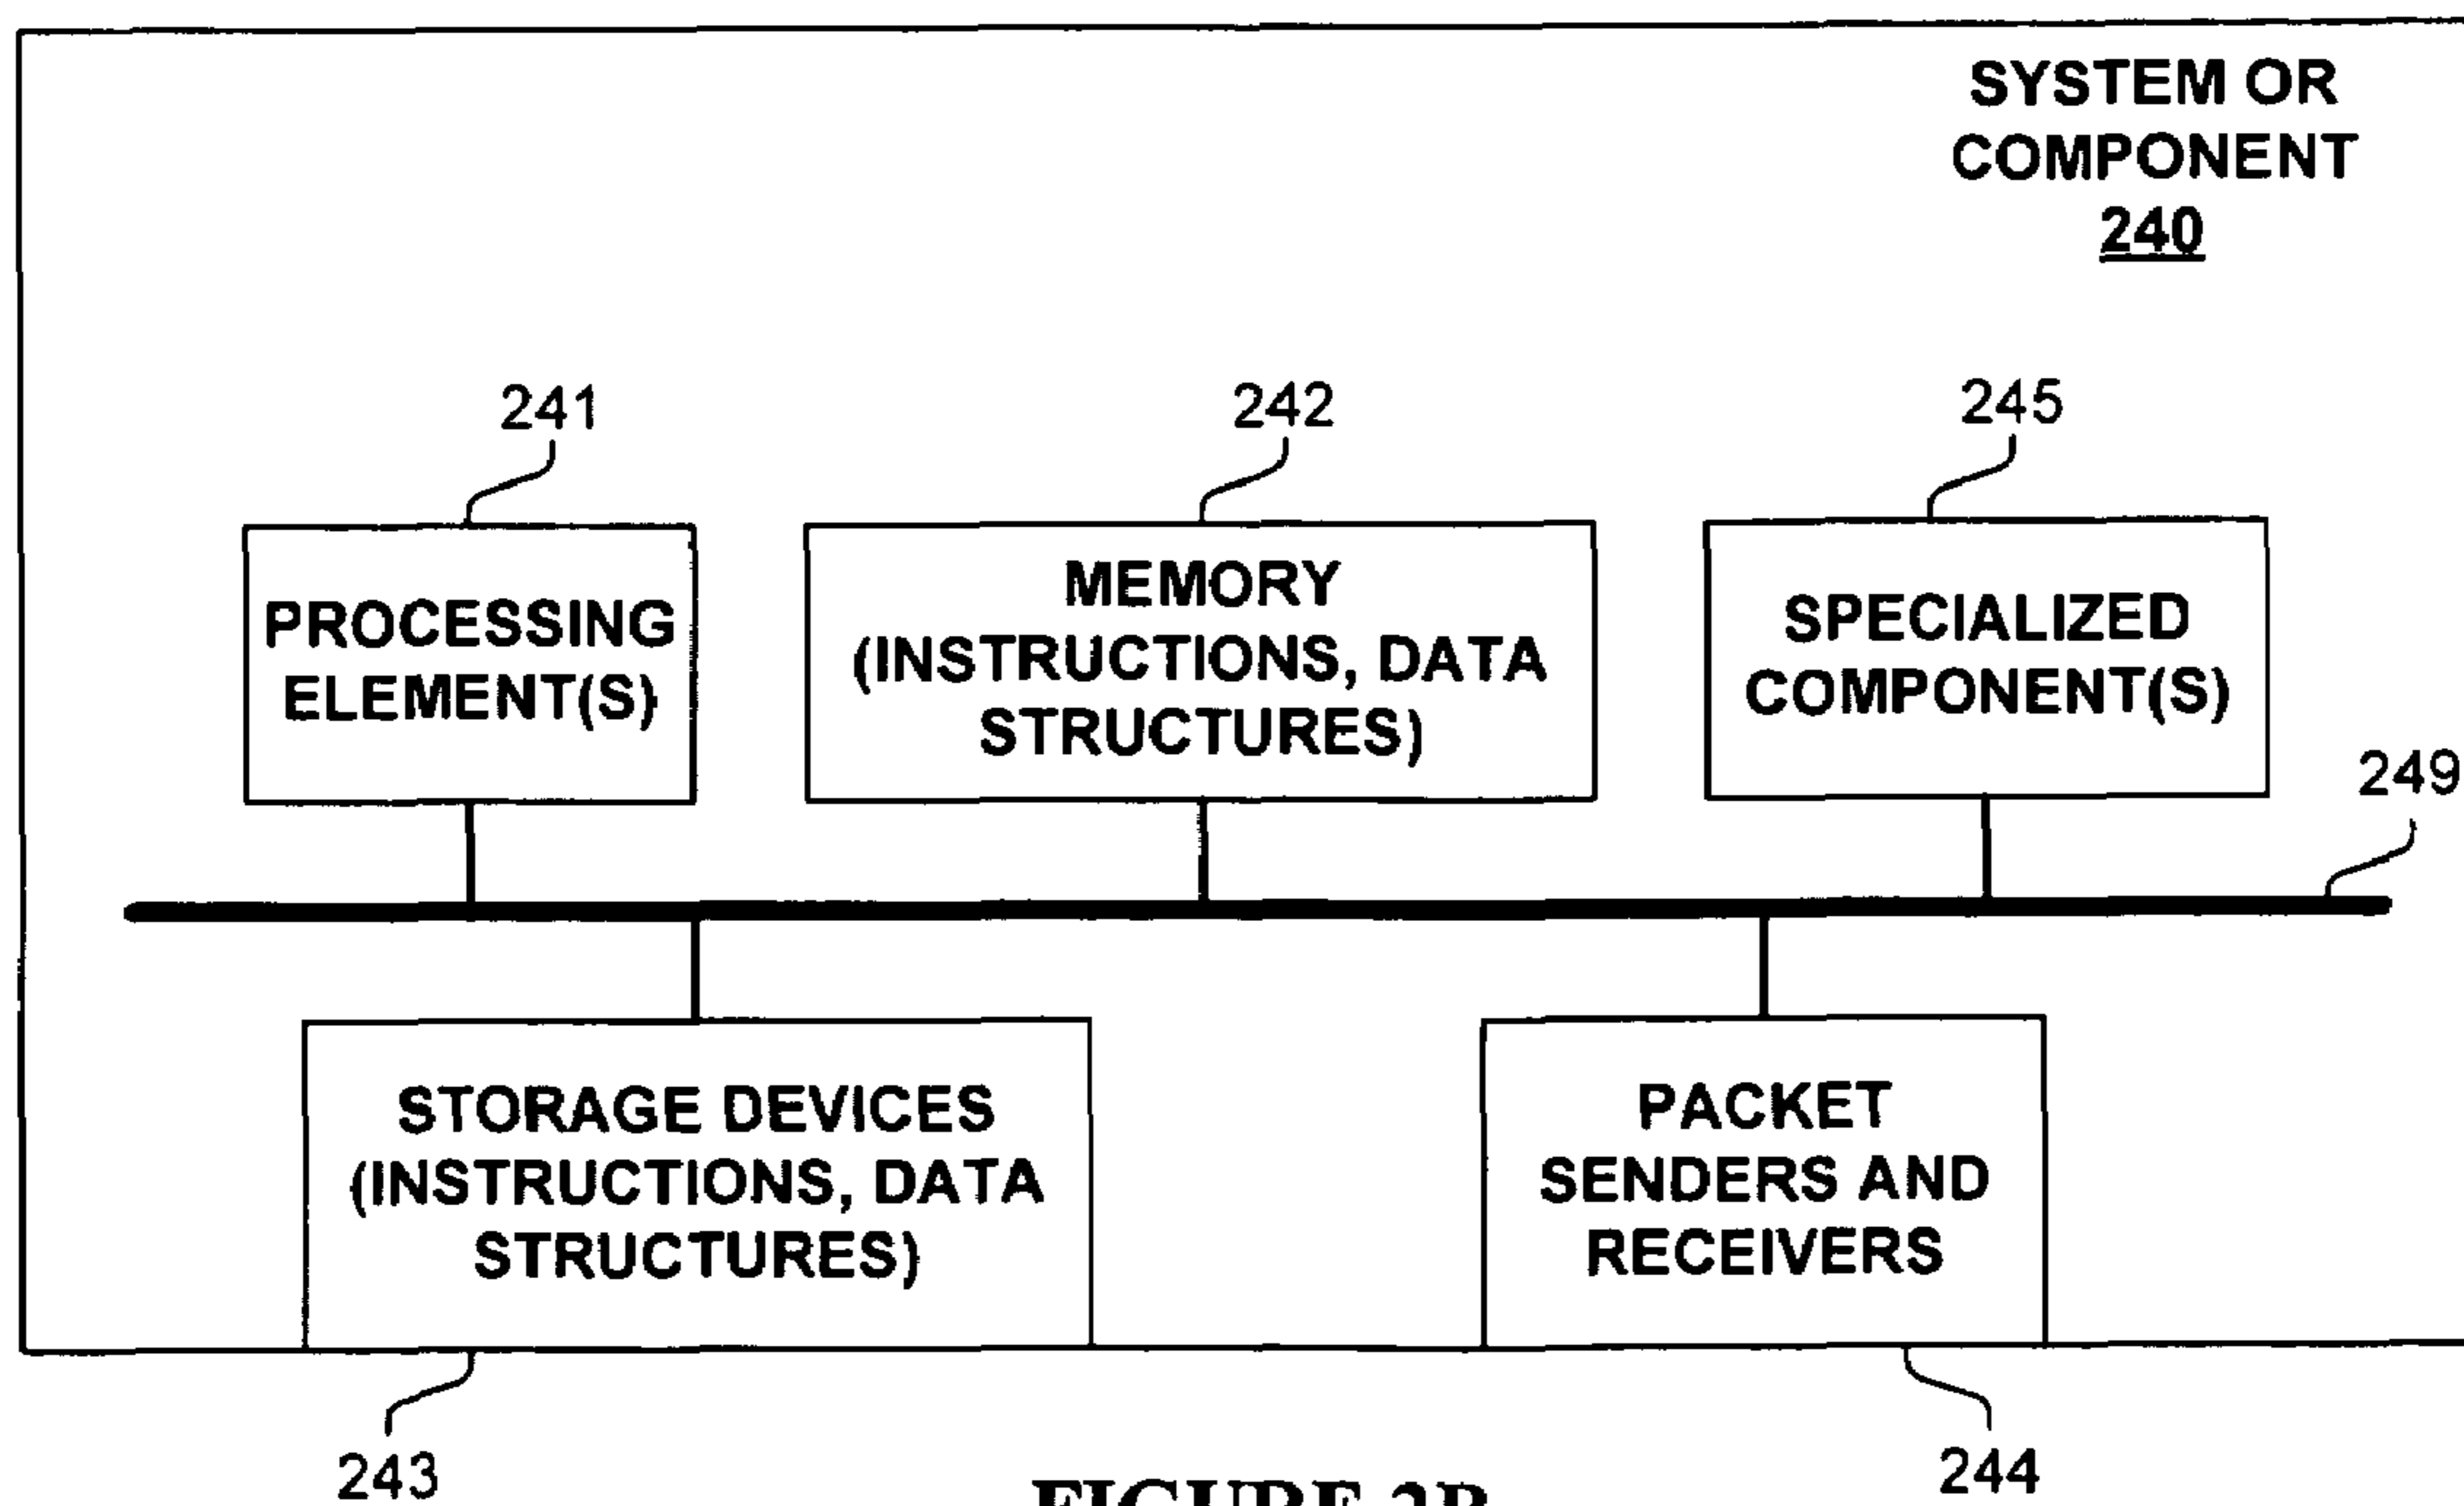 SYSTEM OR
COMPONENT
240
241
242
245
PROCESSING
ELEMENT(S)
MEMORY
(INSTRUCTIONS, DATA
STRUCTURES)
SPECIALIZED
COMPONENT(S)
249
STORAGE DEVICES
(INSTRUCTIONS, DATA
STRUCTURES)
PACKET
SENDERS AND
RECEIVERS
243
244
FIGURE